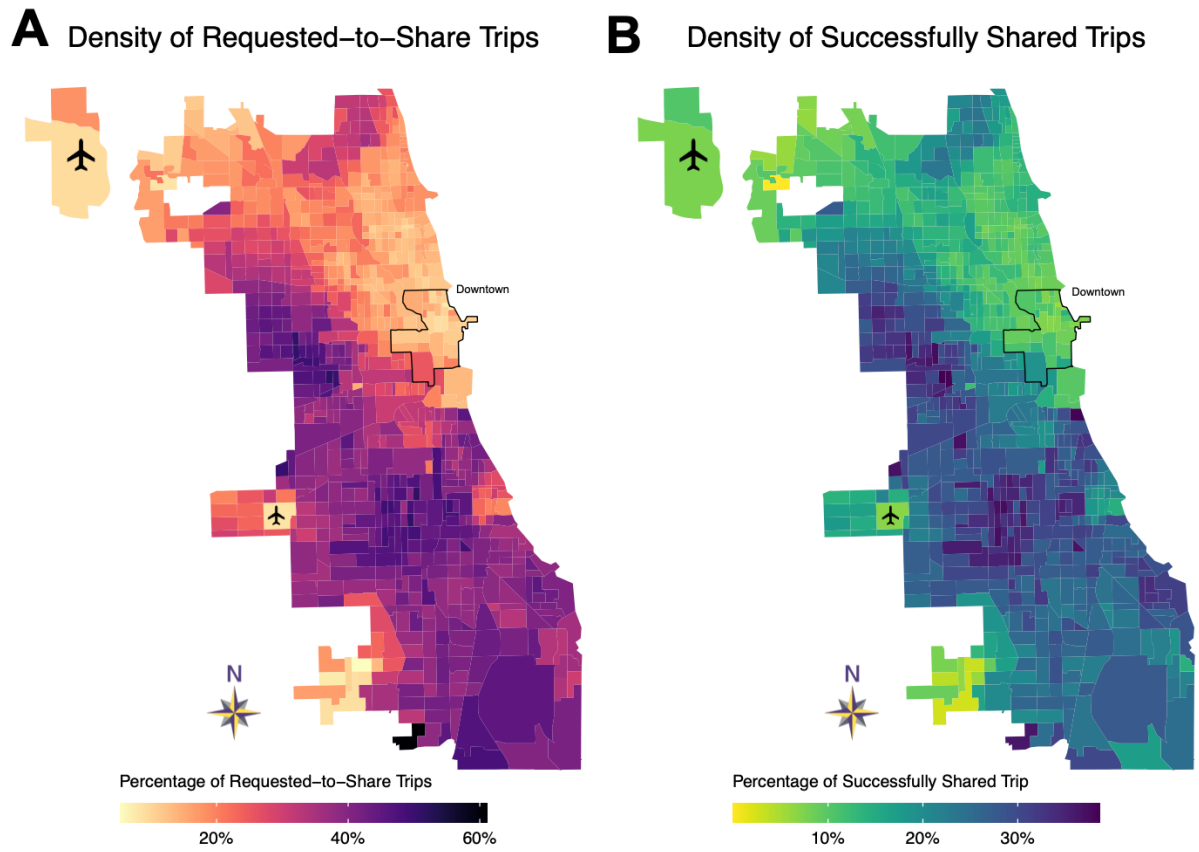 A Density of Requested–to–Share Trips
B Density of Successfully Shared Trips
Downtown
Downtown
N
N
Percentage of Requested–to–Share Trips
20% 40% 60%
Percentage of Successfully Shared Trip
10% 20% 30%